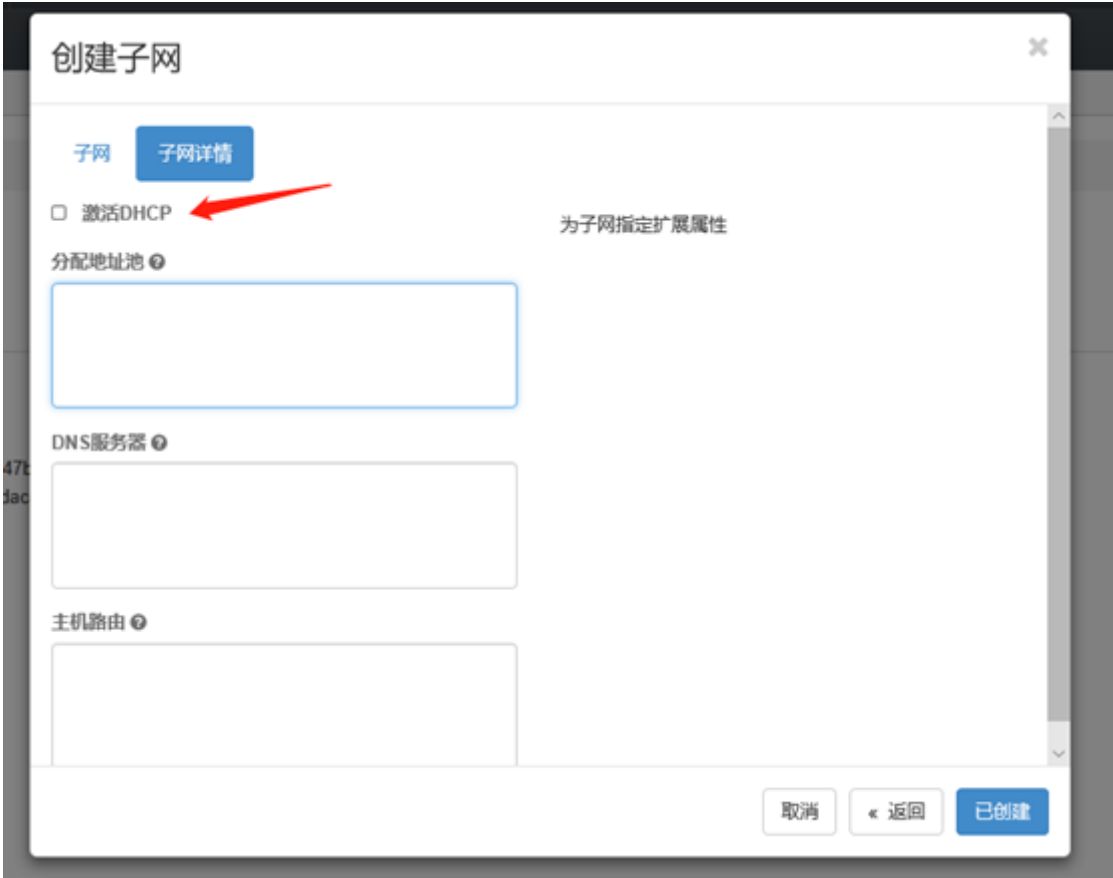 创建子网
×
子网
子网详情
激活DHCP
为子网指定扩展属性
分配地址池
DNS服务器
47b
dac
主机路由
取消
« 返回
已创建